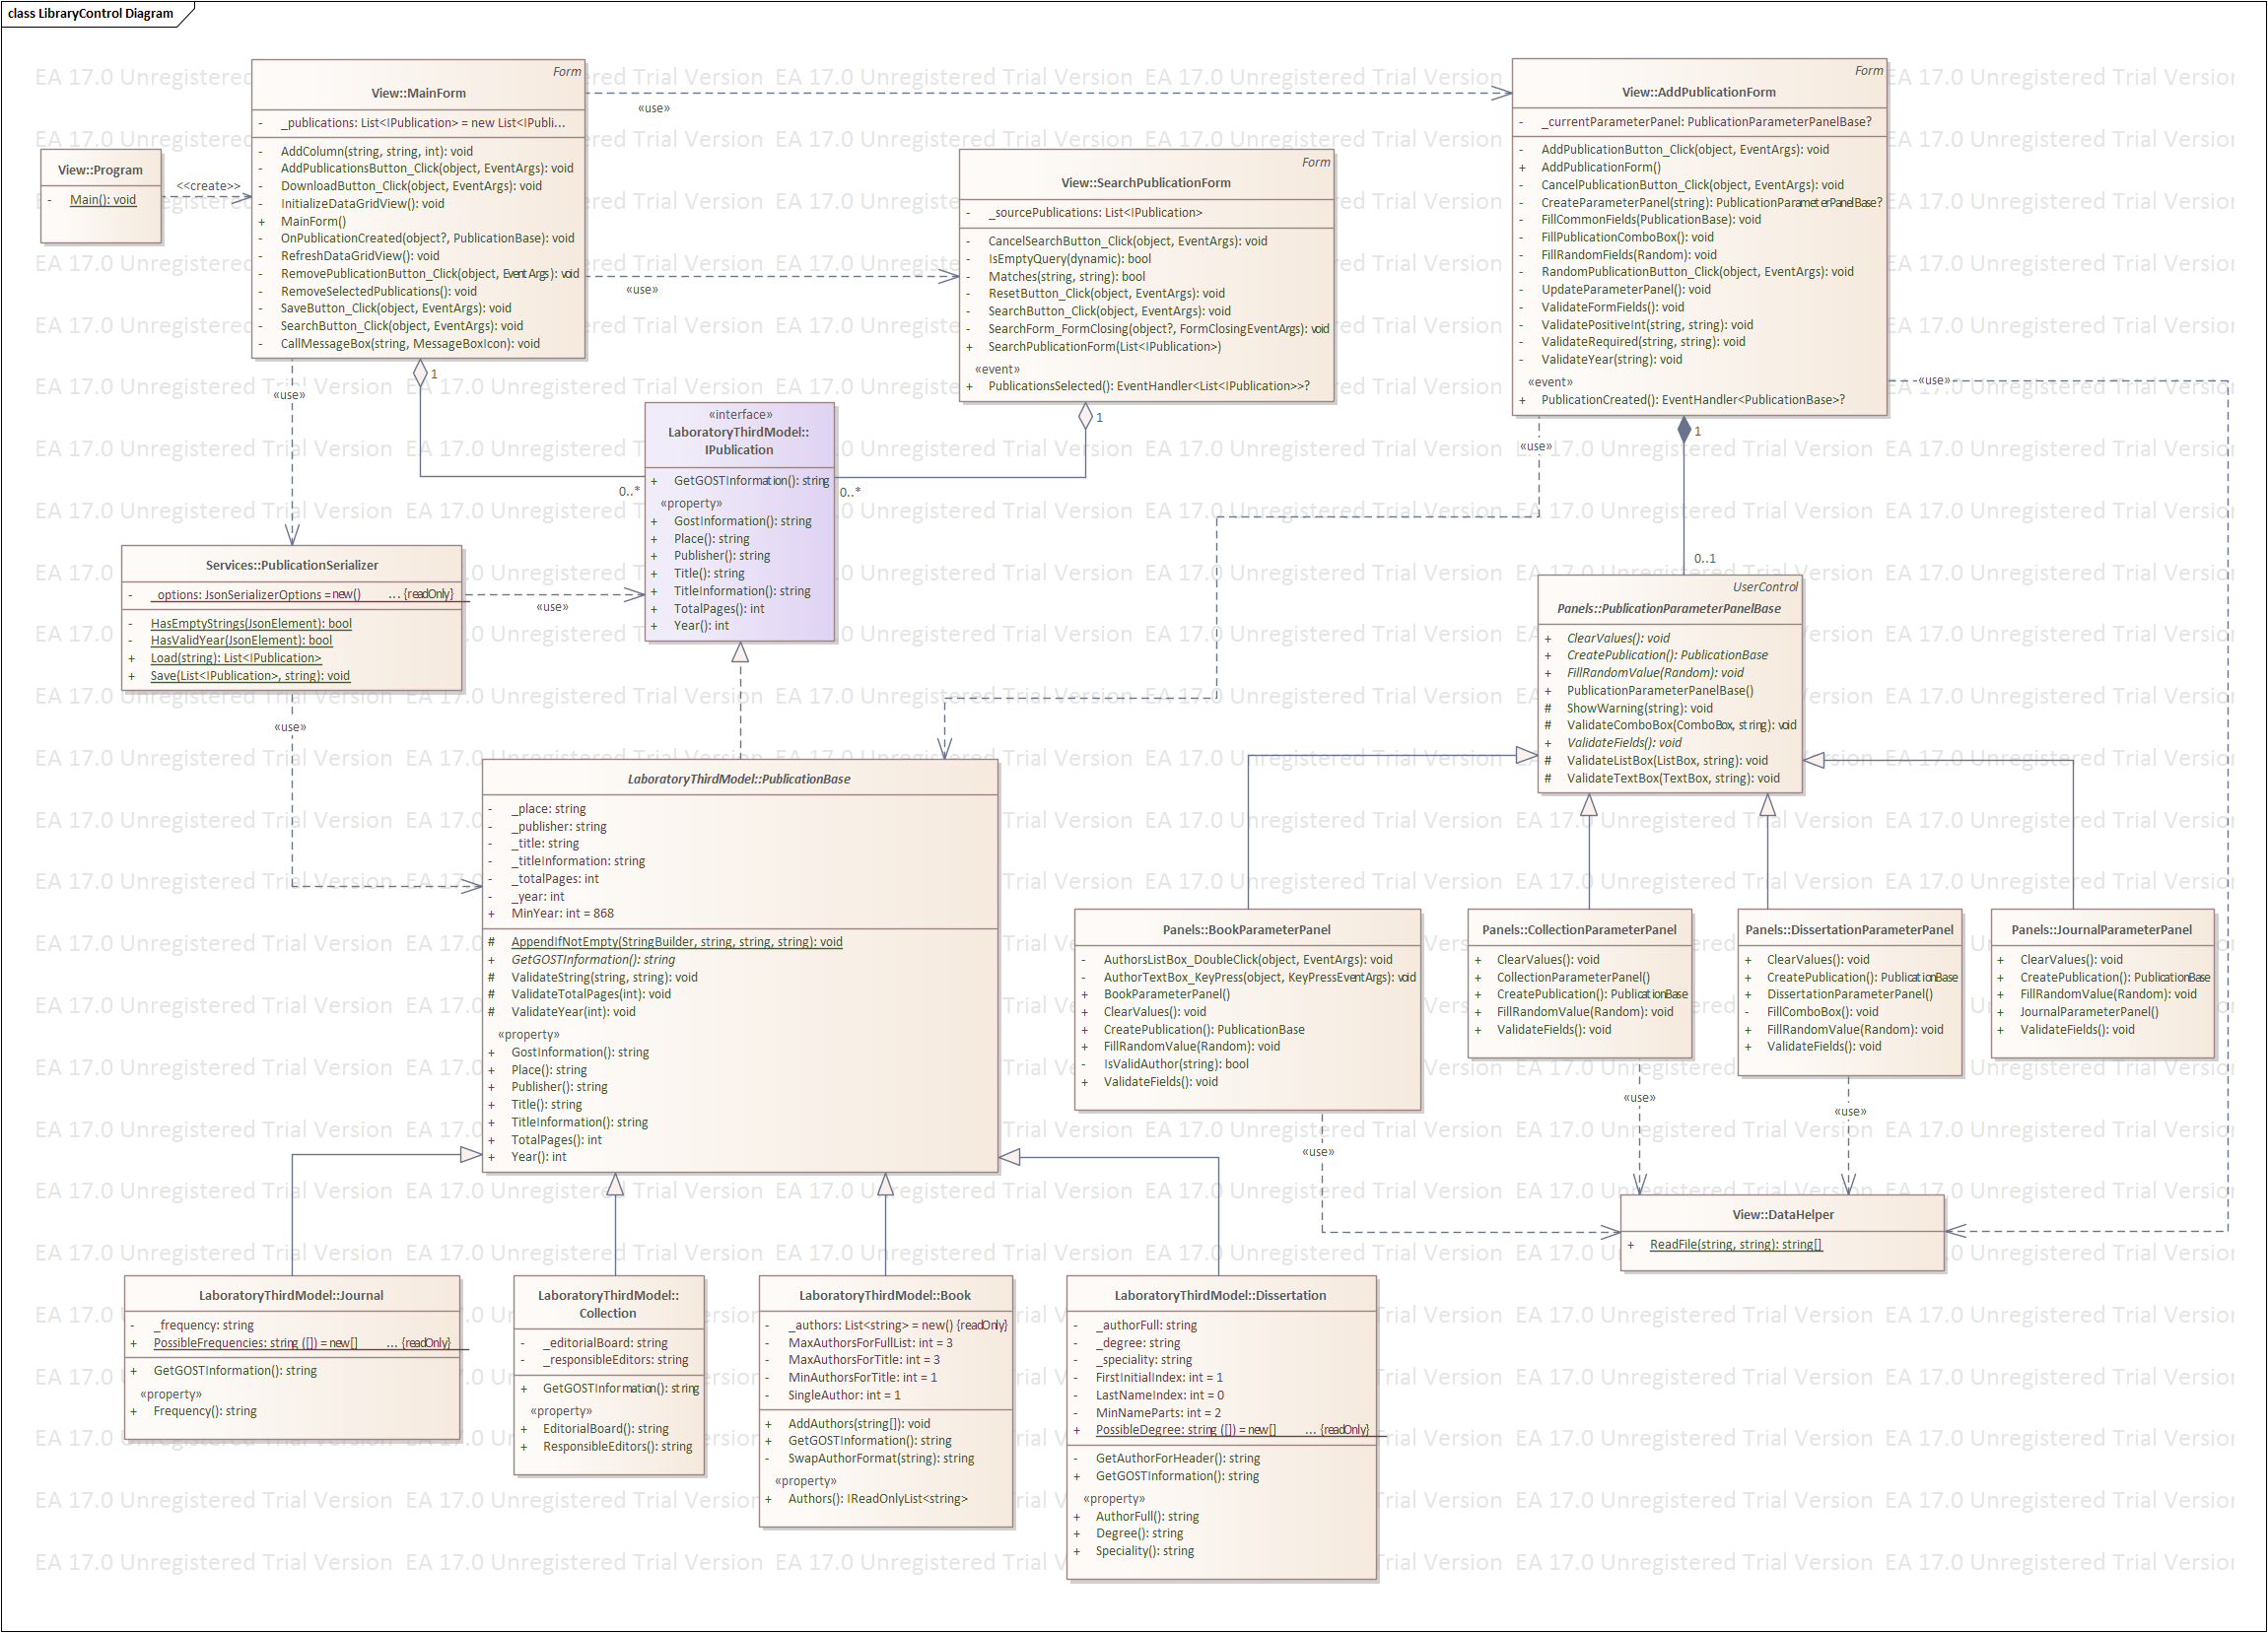 class LibraryControl Diagram
Form
View::MainForm
- _publications: List<IPublication> = new List<IPubli...
- AddColumn(string, string, int): void
- AddPublicationsButton_Click(object, EventArgs): void
- DownloadButton_Click(object, EventArgs): void
- InitializeDataGridView(): void
+ MainForm()
- OnPublicationCreated(object?, PublicationBase): void
- RefreshDataGridView(): void
- RemovePublicationButton_Click(object, EventArgs): void
- RemoveSelectedPublications(): void
- SaveButton_Click(object, EventArgs): void
- SearchButton_Click(object, EventArgs): void
- CallMessageBox(string, MessageBoxIcon): void
View::Program
- Main(): void
<<create>>
«use»
«use»
«use»
1
Form
View::SearchPublicationForm
- _sourcePublications: List<IPublication>
- CancelSearchButton_Click(object, EventArgs): void
- IsEmptyQuery(dynamic): bool
- Matches(string, string): bool
- ResetButton_Click(object, EventArgs): void
- SearchButton_Click(object, EventArgs): void
- SearchForm_FormClosing(object?, FormClosingEventArgs): void
+ SearchPublicationForm(List<IPublication>)
«event»
+ PublicationsSelected(): EventHandler<List<IPublication>>?
1
Form
View::AddPublicationForm
- _currentParameterPanel: PublicationParameterPanelBase?
- AddPublicationButton_Click(object, EventArgs): void
+ AddPublicationForm()
- CancelPublicationButton_Click(object, EventArgs): void
- CreateParameterPanel(string): PublicationParameterPanelBase?
- FillCommonFields(PublicationBase): void
- FillPublicationComboBox(): void
- FillRandomFields(Random): void
- RandomPublicationButton_Click(object, EventArgs): void
- UpdateParameterPanel(): void
- ValidateFormFields(): void
- ValidatePositiveInt(string, string): void
- ValidateRequired(string, string): void
- ValidateYear(string): void
«event»
+ PublicationCreated(): EventHandler<PublicationBase>?
«use»
«use»
1
0..1
«interface»
LaboratoryThirdModel::
IPublication
+ GetGOSTInformation(): string
«property»
+ GostInformation(): string
+ Place(): string
+ Publisher(): string
+ Title(): string
+ TitleInformation(): string
+ TotalPages(): int
+ Year(): int
0..*
0..*
Services::PublicationSerializer
- _options: JsonSerializerOptions = new() ... {readOnly}
- HasEmptyStrings(JsonElement): bool
- HasValidYear(JsonElement): bool
+ Load(string): List<IPublication>
+ Save(List<IPublication>, string): void
«use»
«use»
UserControl
Panels::PublicationParameterPanelBase
+ ClearValues(): void
+ CreatePublication(): PublicationBase
+ FillRandomValue(Random): void
+ PublicationParameterPanelBase()
# ShowWarning(string): void
# ValidateComboBox(ComboBox, string): void
+ ValidateFields(): void
# ValidateListBox(ListBox, string): void
# ValidateTextBox(TextBox, string): void
LaboratoryThirdModel::PublicationBase
- _place: string
- _publisher: string
- _title: string
- _titleInformation: string
- _totalPages: int
- _year: int
+ MinYear: int = 868
# AppendIfNotEmpty(StringBuilder, string, string, string): void
+ GetGOSTInformation(): string
# ValidateString(string, string): void
# ValidateTotalPages(int): void
# ValidateYear(int): void
«property»
+ GostInformation(): string
+ Place(): string
+ Publisher(): string
+ Title(): string
+ TitleInformation(): string
+ TotalPages(): int
+ Year(): int
Panels::BookParameterPanel
- AuthorsListBox_DoubleClick(object, EventArgs): void
- AuthorTextBox_KeyPress(object, KeyPressEventArgs): void
+ BookParameterPanel()
+ ClearValues(): void
+ CreatePublication(): PublicationBase
+ FillRandomValue(Random): void
- IsValidAuthor(string): bool
+ ValidateFields(): void
Panels::CollectionParameterPanel
+ ClearValues(): void
+ CollectionParameterPanel()
+ CreatePublication(): PublicationBase
+ FillRandomValue(Random): void
+ ValidateFields(): void
Panels::DissertationParameterPanel
+ ClearValues(): void
+ CreatePublication(): PublicationBase
+ DissertationParameterPanel()
- FillComboBox(): void
+ FillRandomValue(Random): void
+ ValidateFields(): void
Panels::JournalParameterPanel
+ ClearValues(): void
+ CreatePublication(): PublicationBase
+ FillRandomValue(Random): void
+ JournalParameterPanel()
+ ValidateFields(): void
«use»
«use»
«use»
View::DataHelper
+ ReadFile(string, string): string[]
LaboratoryThirdModel::Journal
- _frequency: string
+ PossibleFrequencies: string ([]) = new[] ... {readOnly}
+ GetGOSTInformation(): string
«property»
+ Frequency(): string
LaboratoryThirdModel::
Collection
- _editorialBoard: string
- _responsibleEditors: string
+ GetGOSTInformation(): string
«property»
+ EditorialBoard(): string
+ ResponsibleEditors(): string
LaboratoryThirdModel::Book
- _authors: List<string> = new() {readOnly}
- MaxAuthorsForFullList: int = 3
- MaxAuthorsForTitle: int = 3
- MinAuthorsForTitle: int = 1
- SingleAuthor: int = 1
+ AddAuthors(string[]): void
+ GetGOSTInformation(): string
- SwapAuthorFormat(string): string
«property»
+ Authors(): IReadOnlyList<string>
LaboratoryThirdModel::Dissertation
- _authorFull: string
- _degree: string
- _speciality: string
- FirstInitialIndex: int = 1
- LastNameIndex: int = 0
- MinNameParts: int = 2
+ PossibleDegree: string ([]) = new[] ... {readOnly}
- GetAuthorForHeader(): string
+ GetGOSTInformation(): string
«property»
+ AuthorFull(): string
+ Degree(): string
+ Speciality(): string
EA 17.0 Unregistered Trial Version